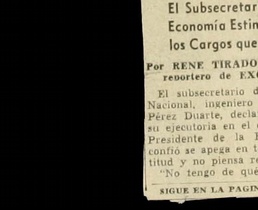 El Subsecretar
Economía Estin
los Cargos que
Por RENE TIRADO
reportero de EXC
El subsecretario d
Nacional, ingeniero
Pérez Duarte, decla
su ejecutoria en el c
Presidente de la
confió se apega en t
titud y no piensa re
"No tengo de qué
SIGUE EN LA PAGIN